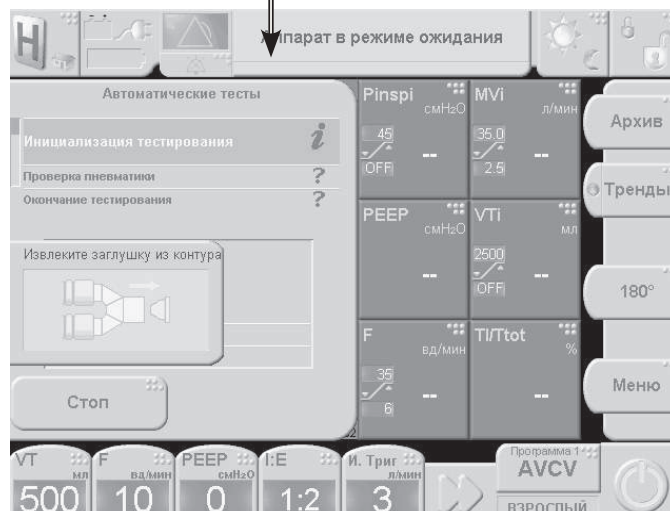 H
Аппарат в режиме ожидания
Автоматические тесты
Инициализация тестирования
i
Проверка пневматики
?
Окончание тестирования
?
Извлеките заглушку из контура
Стоп
Pinspi
смH₂O
45
OFF
--
MVi
л/мин
35.0
2.5
--
PEEP
смH₂O
--
VTi
мл
2500
OFF
--
F
вд/мин
35
6
--
TI/Ttot
%
--
Архив
Тренды
180°
Меню
VT
мл
500
F
вд/мин
10
PEEP
смH₂O
0
I:E
1:2
И. Триг
л/мин
3
Программа 1
AVCV
ВЗРОСЛЫЙ